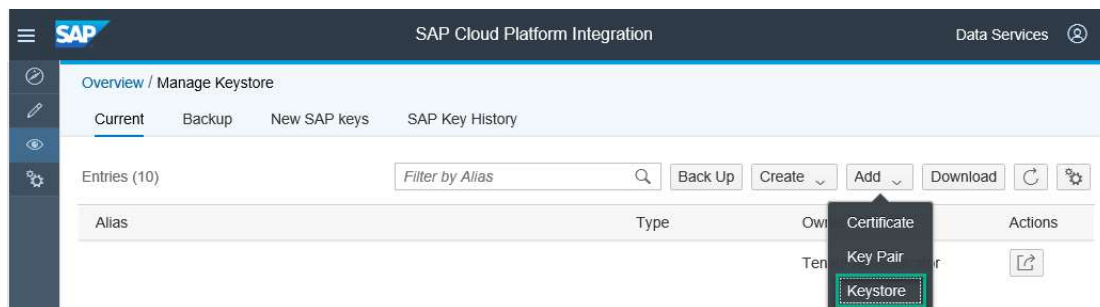 SAP SAP Cloud Platform Integration Data Services
Overview / Manage Keystore
Current Backup New SAP keys SAP Key History
Entries (10) Filter by Alias Back Up Create Add Download
Alias Type Certificate Actions
Key Pair
Keystore